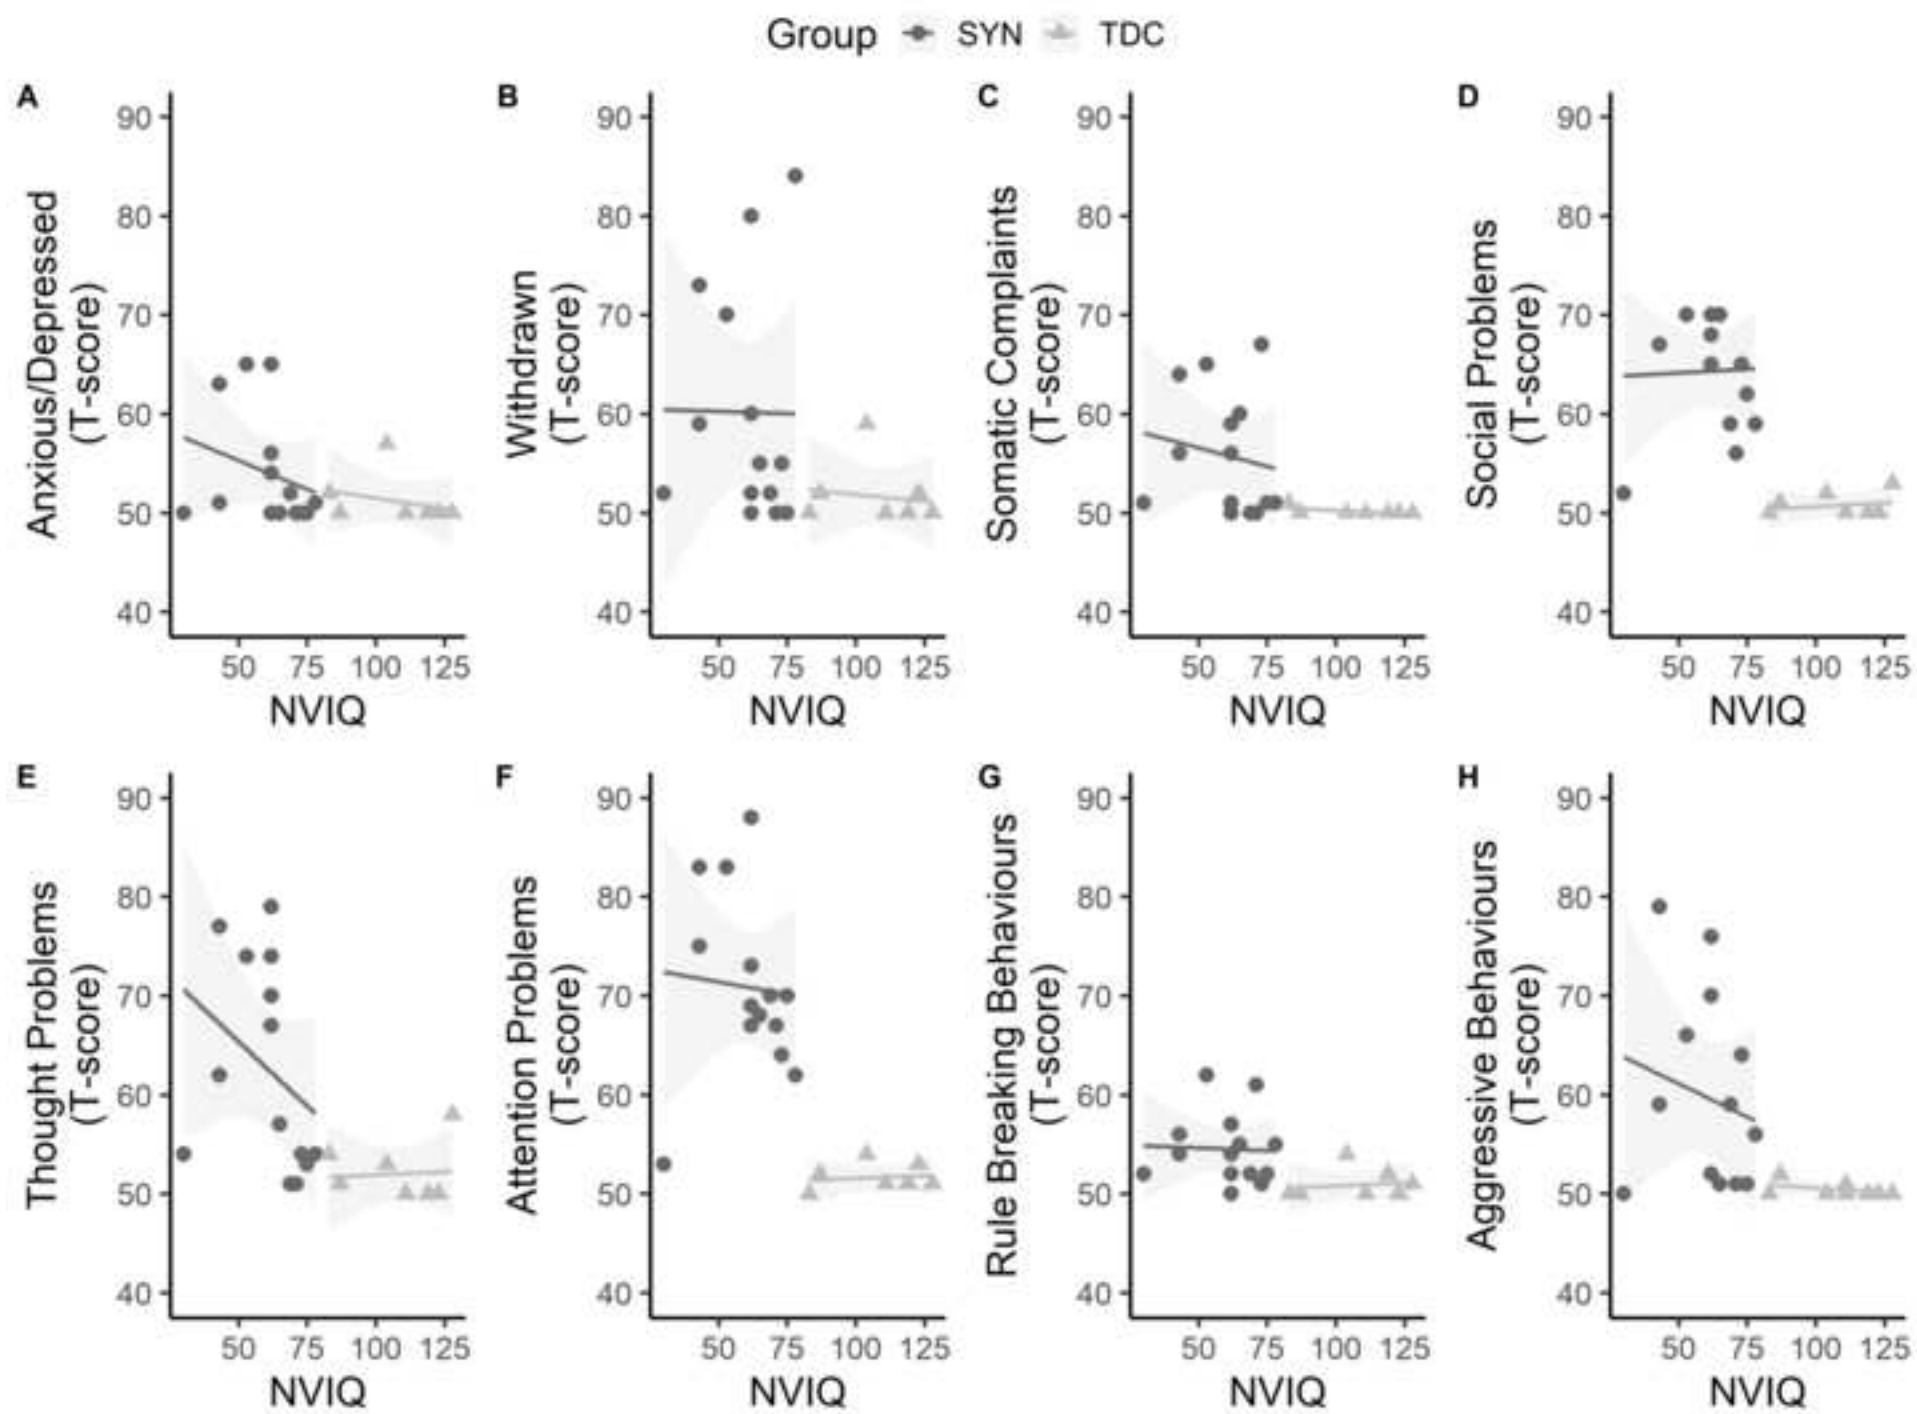 Group SYN TDC
A
Anxious/Depressed
(T-score)
90
80
70
60
50
40
50 75 100 125
NVIQ
B
Withdrawn
(T-score)
90
80
70
60
50
40
50 75 100 125
NVIQ
C
Somatic Complaints
(T-score)
90
80
70
60
50
40
50 75 100 125
NVIQ
D
Social Problems
(T-score)
90
80
70
60
50
40
50 75 100 125
NVIQ
E
Thought Problems
(T-score)
90
80
70
60
50
40
50 75 100 125
NVIQ
F
Attention Problems
(T-score)
90
80
70
60
50
40
50 75 100 125
NVIQ
G
Rule Breaking Behaviours
(T-score)
90
80
70
60
50
40
50 75 100 125
NVIQ
H
Aggressive Behaviours
(T-score)
90
80
70
60
50
40
50 75 100 125
NVIQ